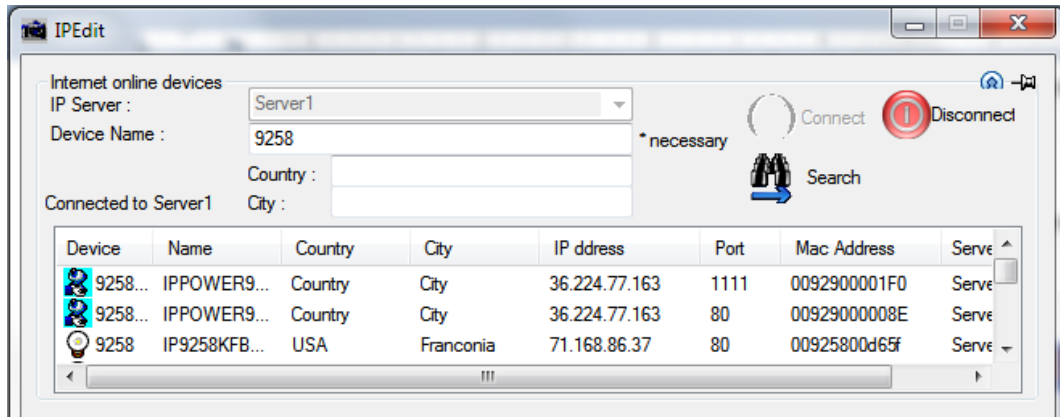 IPEdit
Internet online devices
IP Server : Server1 Connect Disconnect
Device Name : 9258 * necessary
Country : Search
Connected to Server1 City :
Device Name Country City IP ddress Port Mac Address Serve
9258... IPPOWER9... Country City 36.224.77.163 1111 0092900001F0 Serve
9258... IPPOWER9... Country City 36.224.77.163 80 00929000008E Serve
9258 IP9258KFB... USA Franconia 71.168.86.37 80 00925800d65f Serve